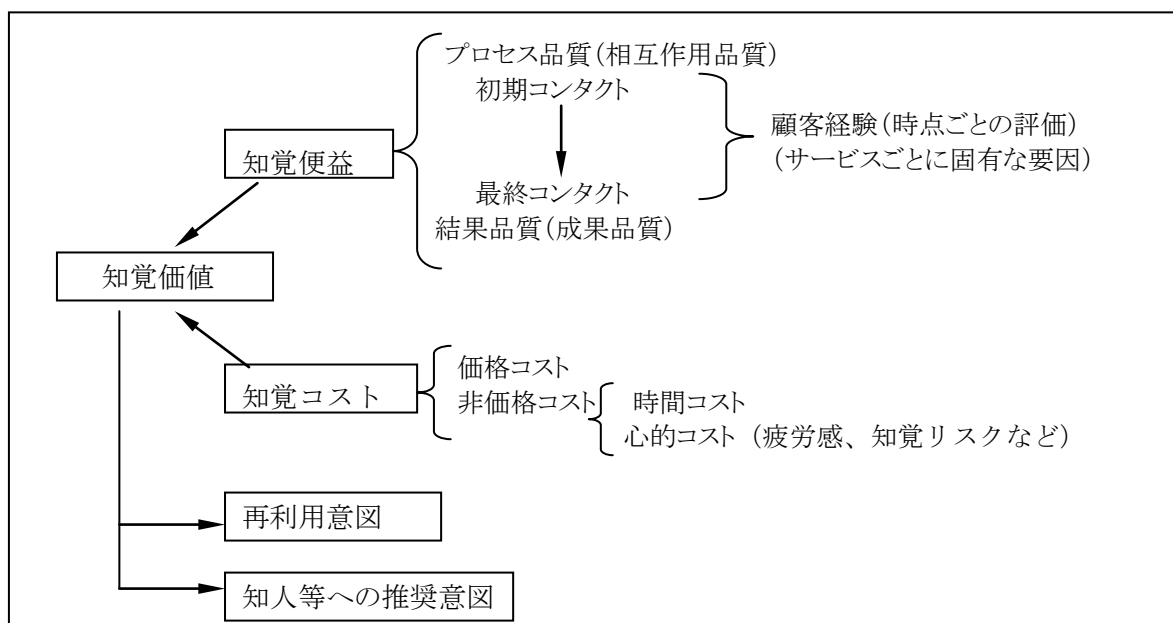 プロセス品質(相互作用品質)
初期コンタクト
顧客経験(時点ごとの評価)
(サービスごとに固有な要因)
知覚便益
最終コンタクト
結果品質(成果品質)
知覚価値
価格コスト
知覚コスト
非価格コスト
時間コスト
心的コスト (疲労感、知覚リスクなど)
再利用意図
知人等への推奨意図